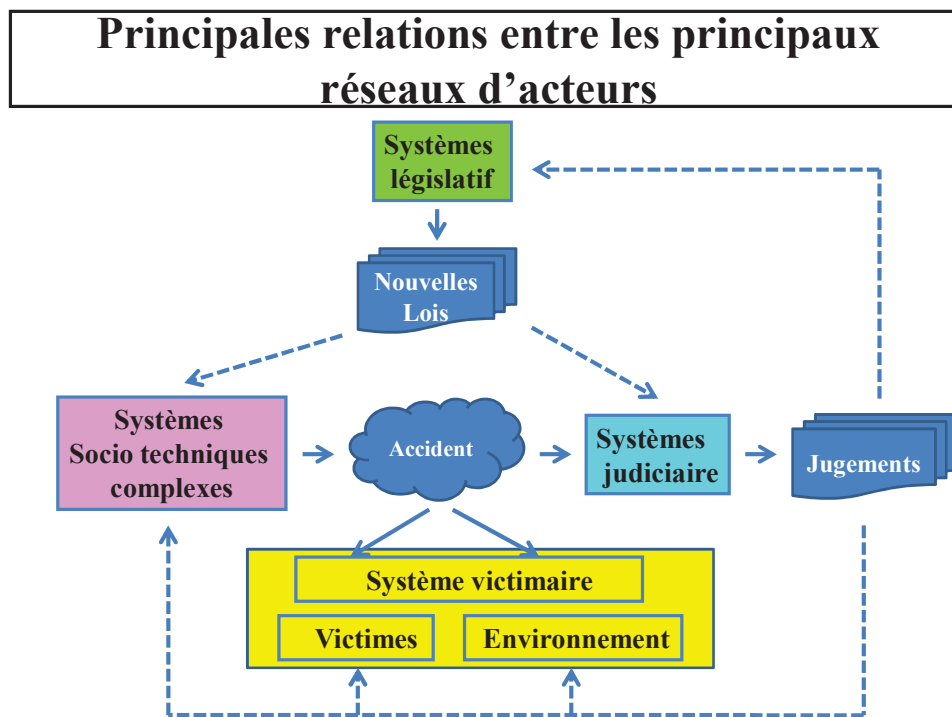 Principales relations entre les principaux
réseaux d'acteurs
Systèmes
législatif
Nouvelles
Lois
Systèmes
Socio techniques
complexes
Accident
Systèmes
judiciaire
Jugements
Système victimaire
Victimes
Environnement